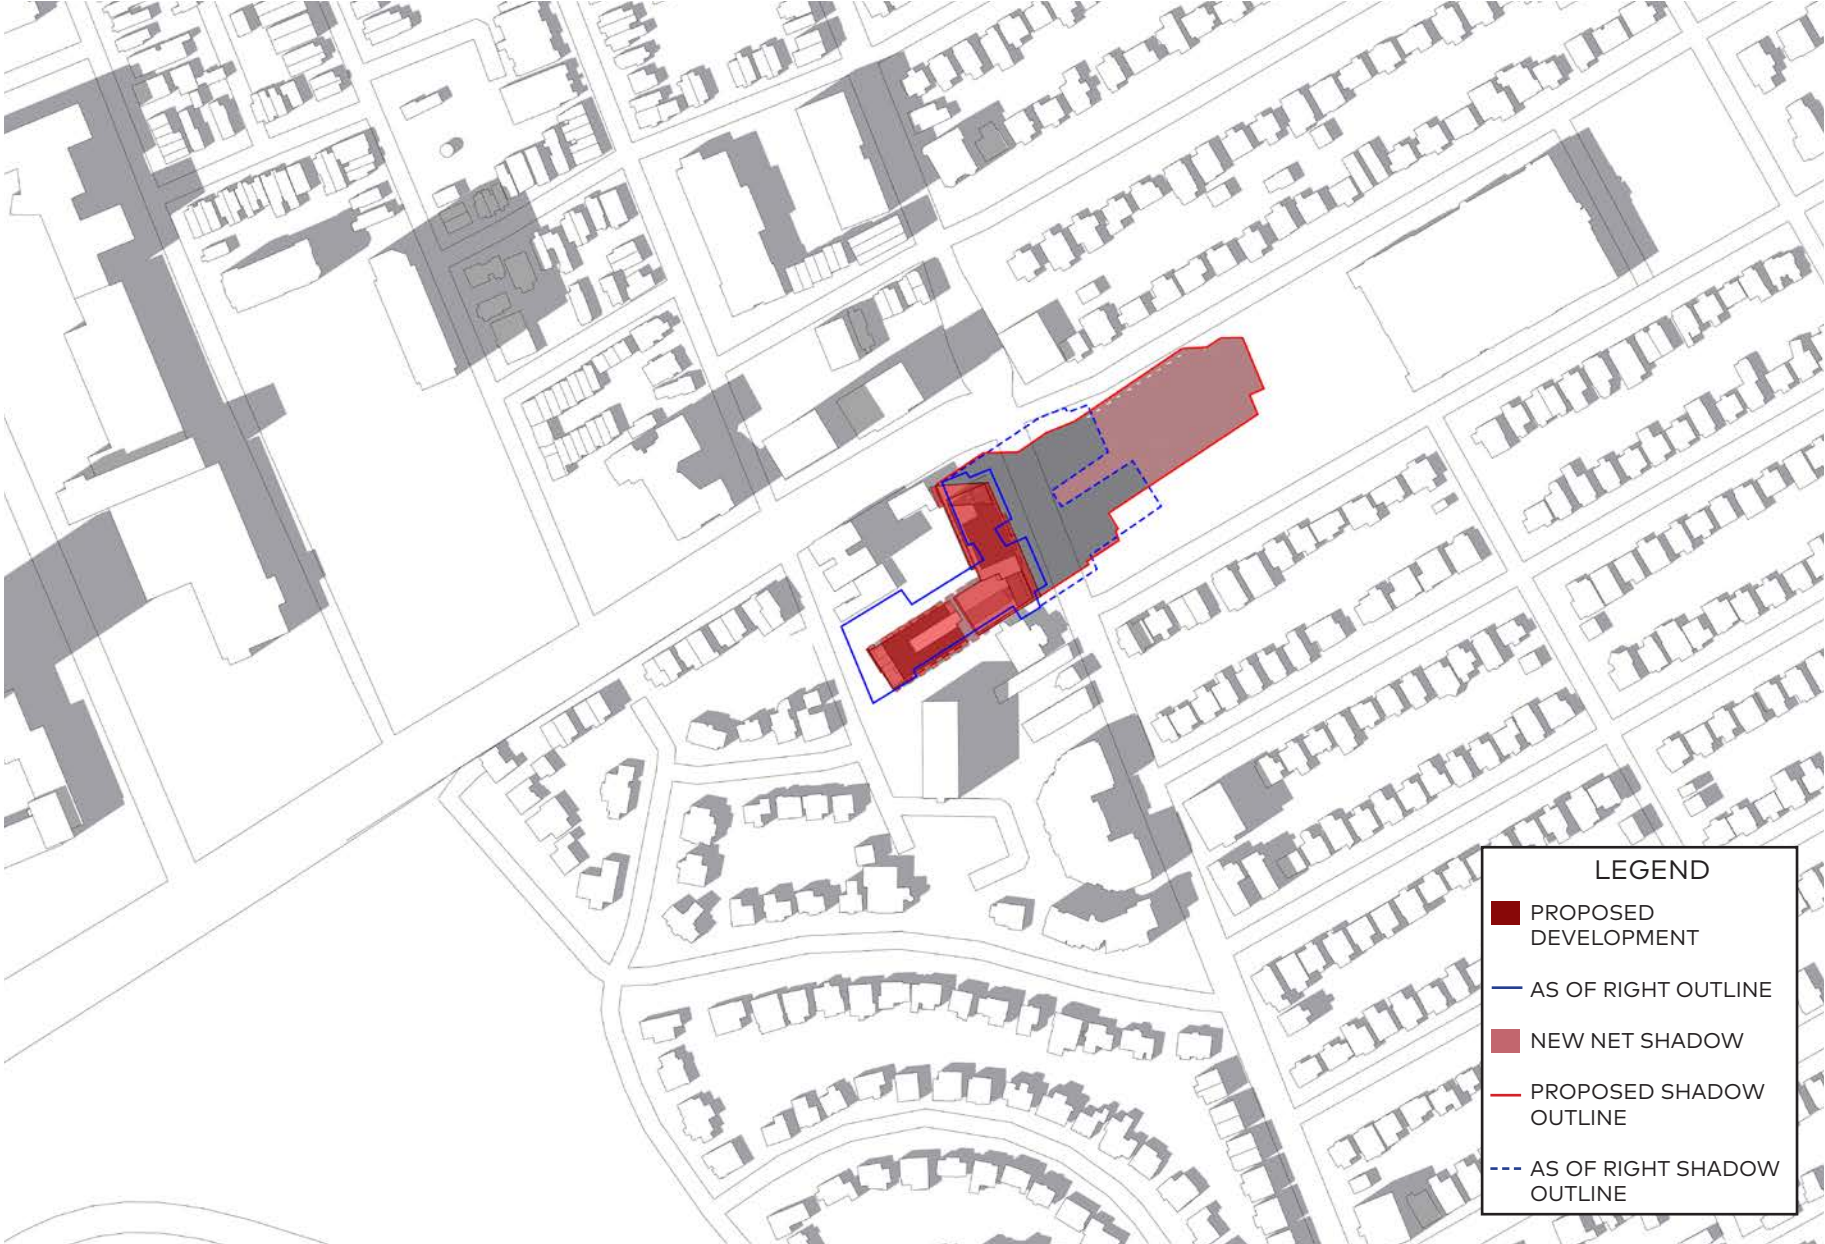 LEGEND
PROPOSED
DEVELOPMENT
AS OF RIGHT OUTLINE
NEW NET SHADOW
PROPOSED SHADOW
OUTLINE
AS OF RIGHT SHADOW
OUTLINE